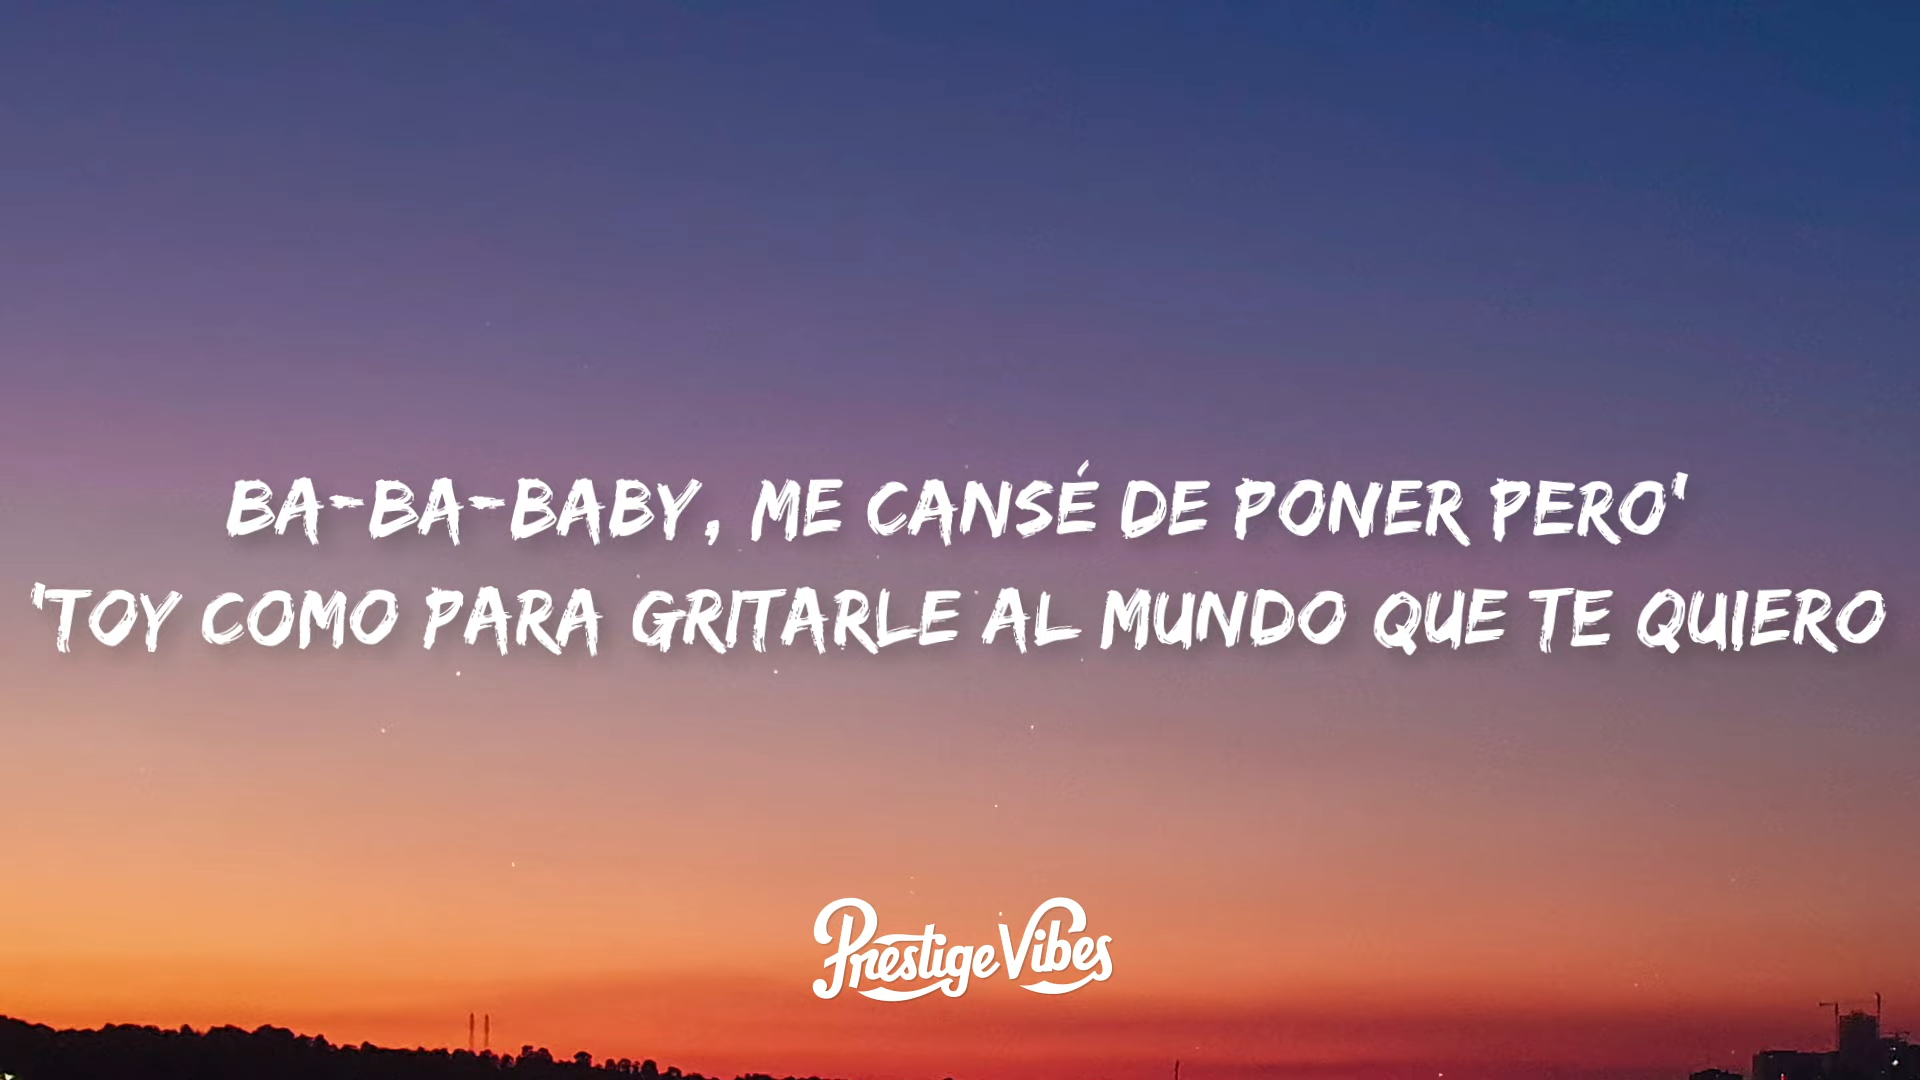 BA-BA-BABY, ME CANSÉ DE PONER PERO'
'TOY COMO PARA GRITARLE AL MUNDO QUE TE QUIERO
Prestige Vibes